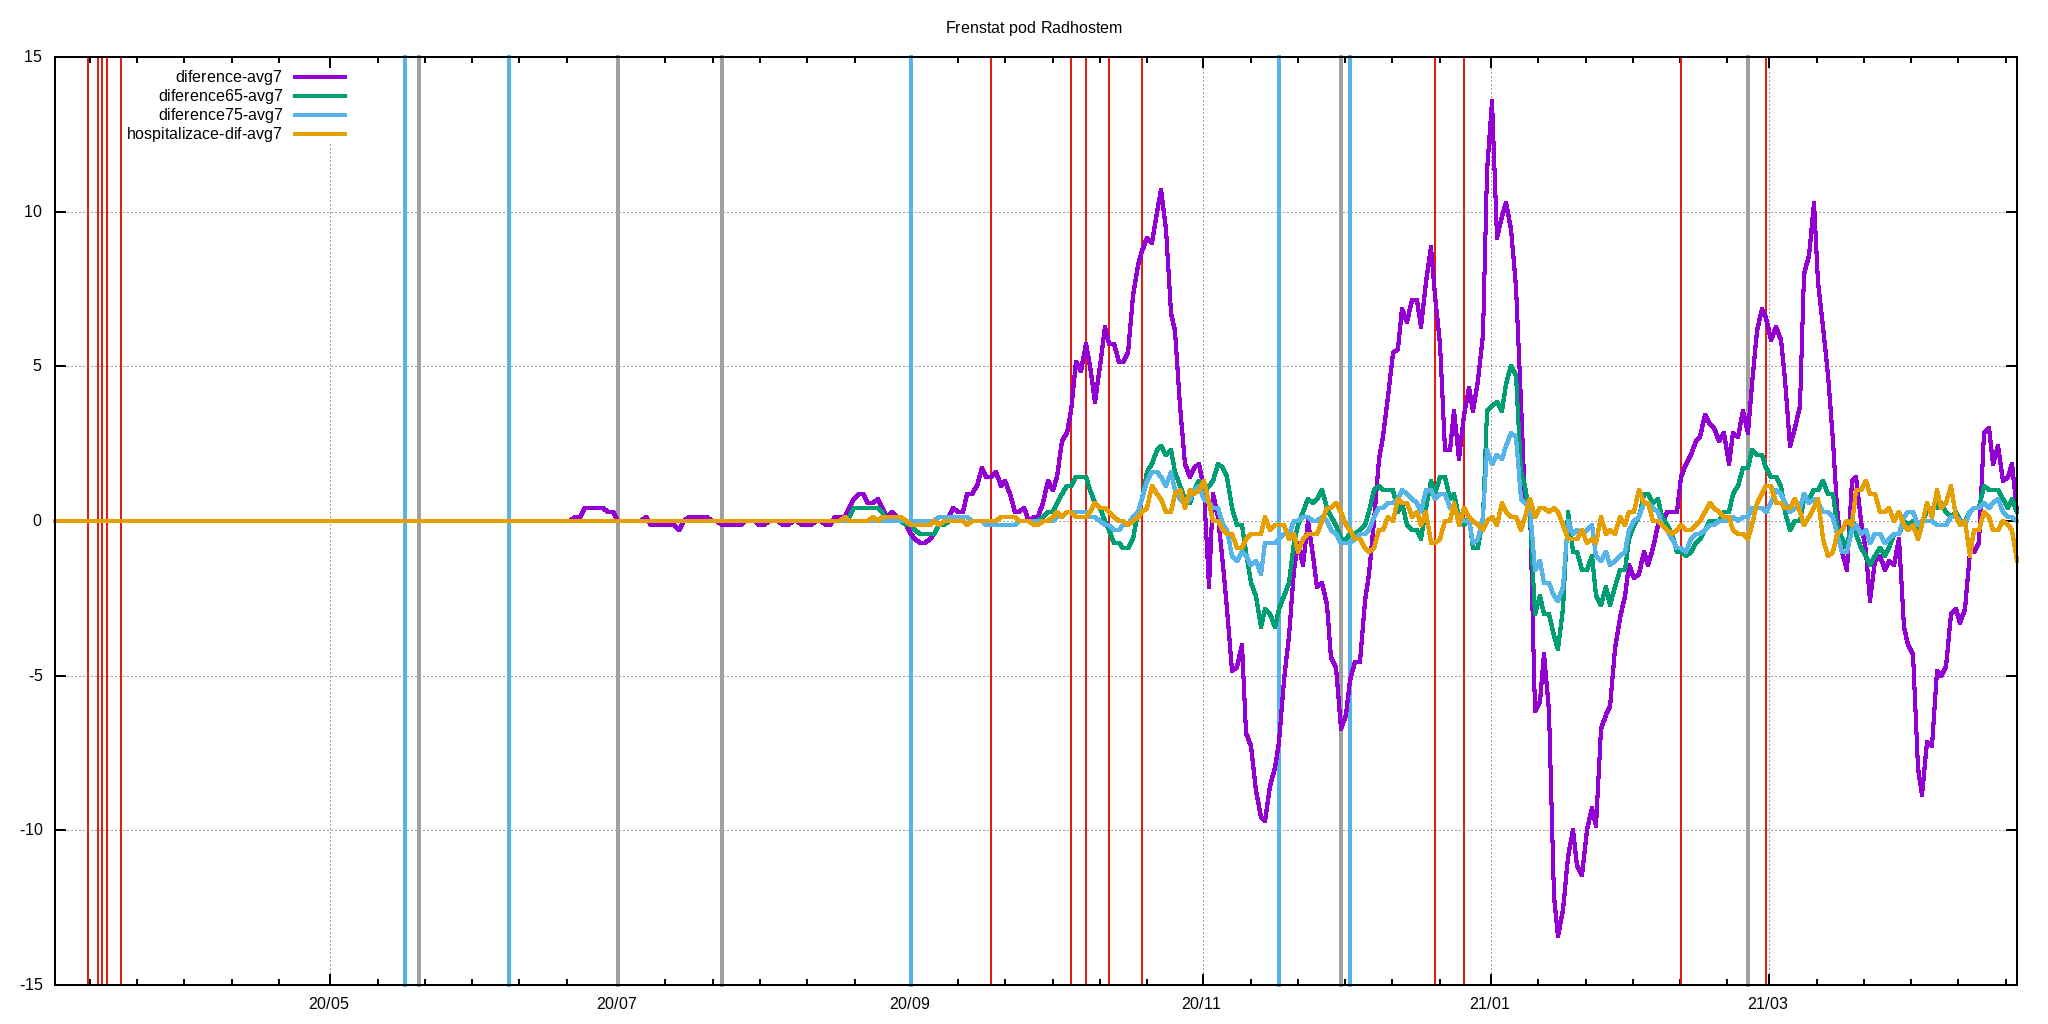 Frenstat pod Radhostem
15
diference-avg7
diference65-avg7
diference75-avg7
hospitalizace-dif-avg7
10
5
0
-5
-10
-15
20/05 20/07 20/09 20/11 21/01 21/03